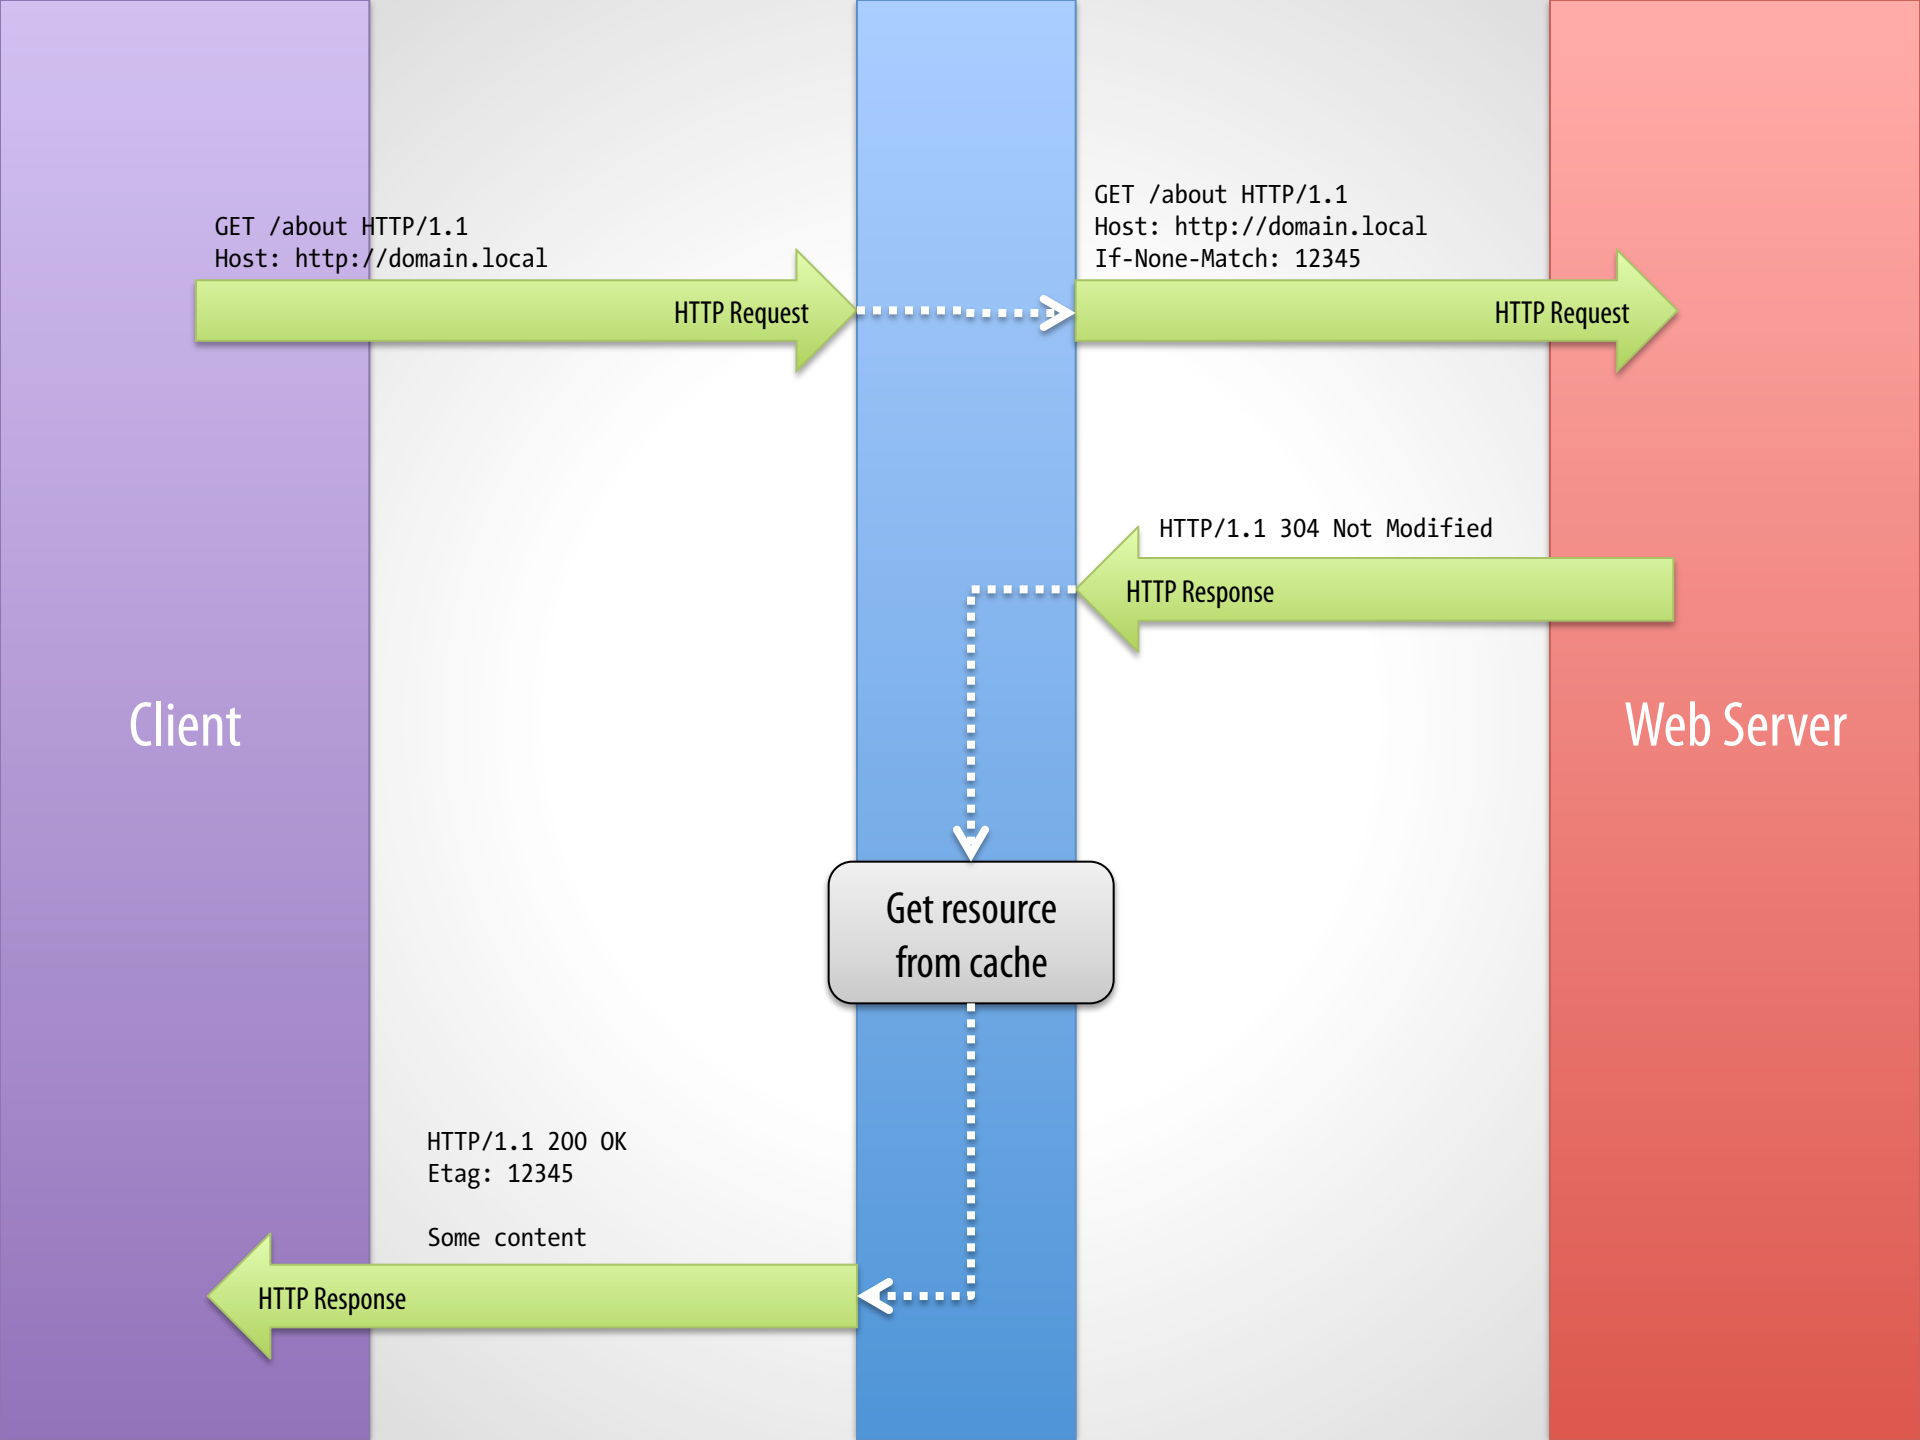 GET /about HTTP/1.1
Host: http://domain.local
HTTP Request
GET /about HTTP/1.1
Host: http://domain.local
If-None-Match: 12345
HTTP Request
HTTP/1.1 304 Not Modified
HTTP Response
Client
Web Server
Get resource
from cache
HTTP/1.1 200 OK
Etag: 12345
Some content
HTTP Response